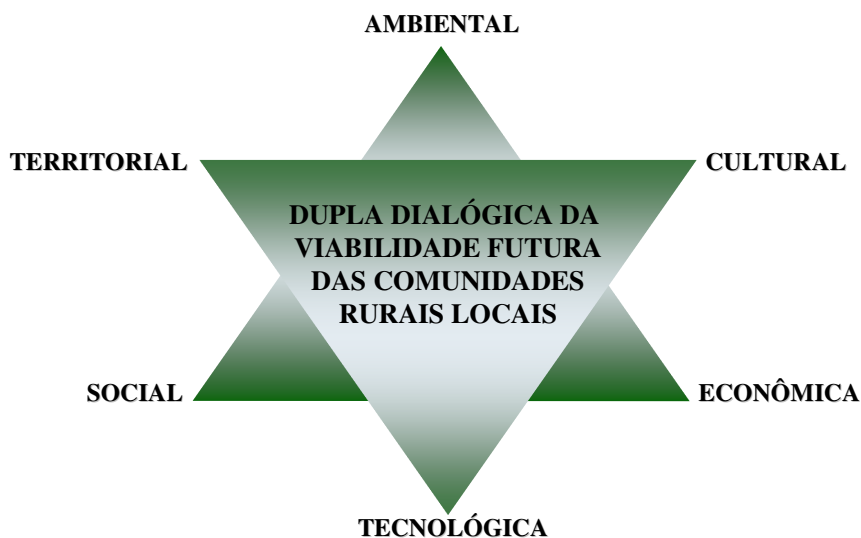 AMBIENTAL
TERRITORIAL
CULTURAL
DUPLA DIALÓGICA DA
VIABILIDADE FUTURA
DAS COMUNIDADES
RURAIS LOCAIS
SOCIAL
ECONÔMICA
TECNOLÓGICA